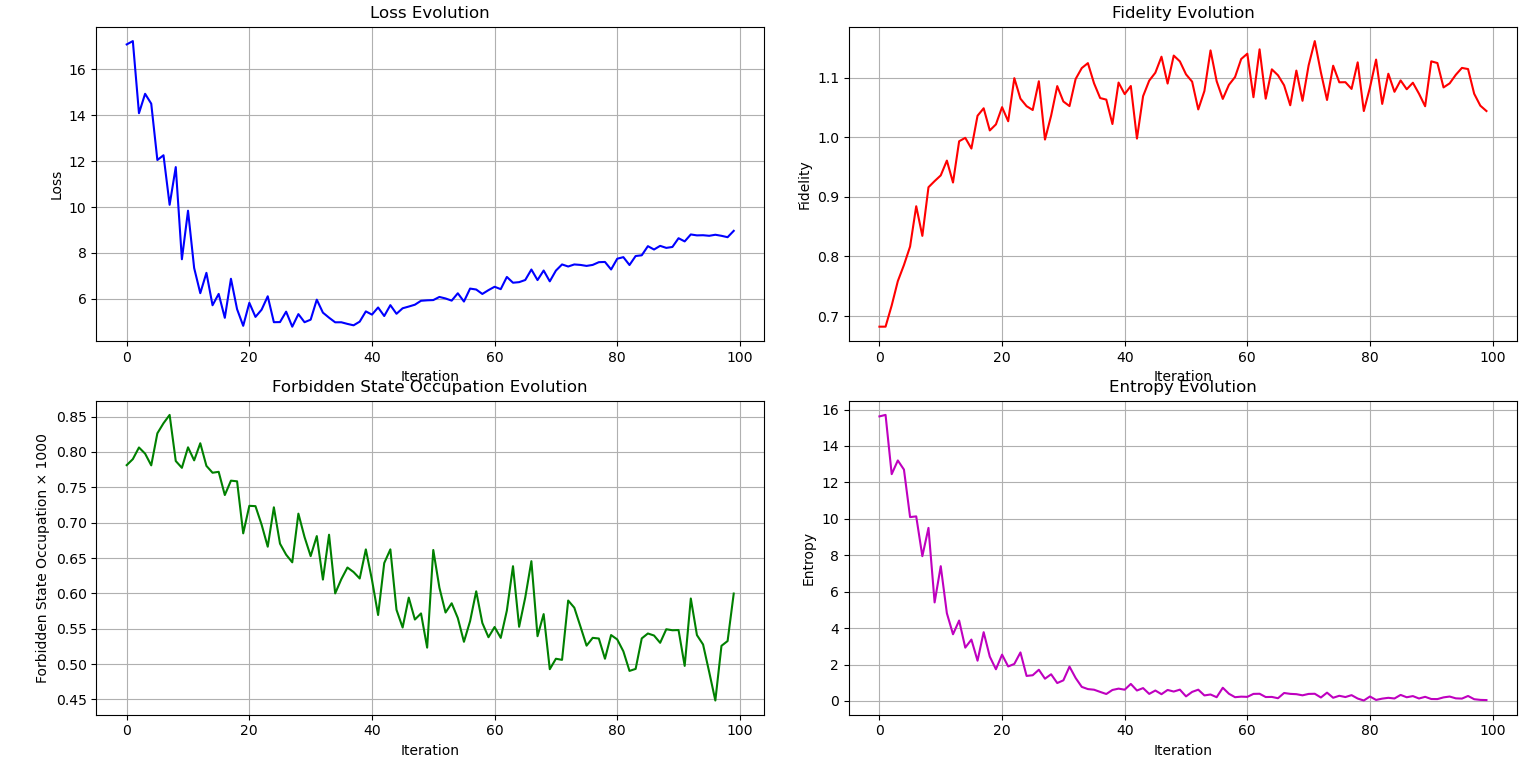 Loss Evolution
Loss
16
14
12
10
8
6
0 20 40 60 80 100
Iteration
Fidelity Evolution
Fidelity
1.1
1.0
0.9
0.8
0.7
0 20 40 60 80 100
Iteration
Forbidden State Occupation Evolution
Forbidden State Occupation × 1000
0.85
0.80
0.75
0.70
0.65
0.60
0.55
0.50
0.45
0 20 40 60 80 100
Iteration
Entropy Evolution
Entropy
16
14
12
10
8
6
4
2
0
0 20 40 60 80 100
Iteration